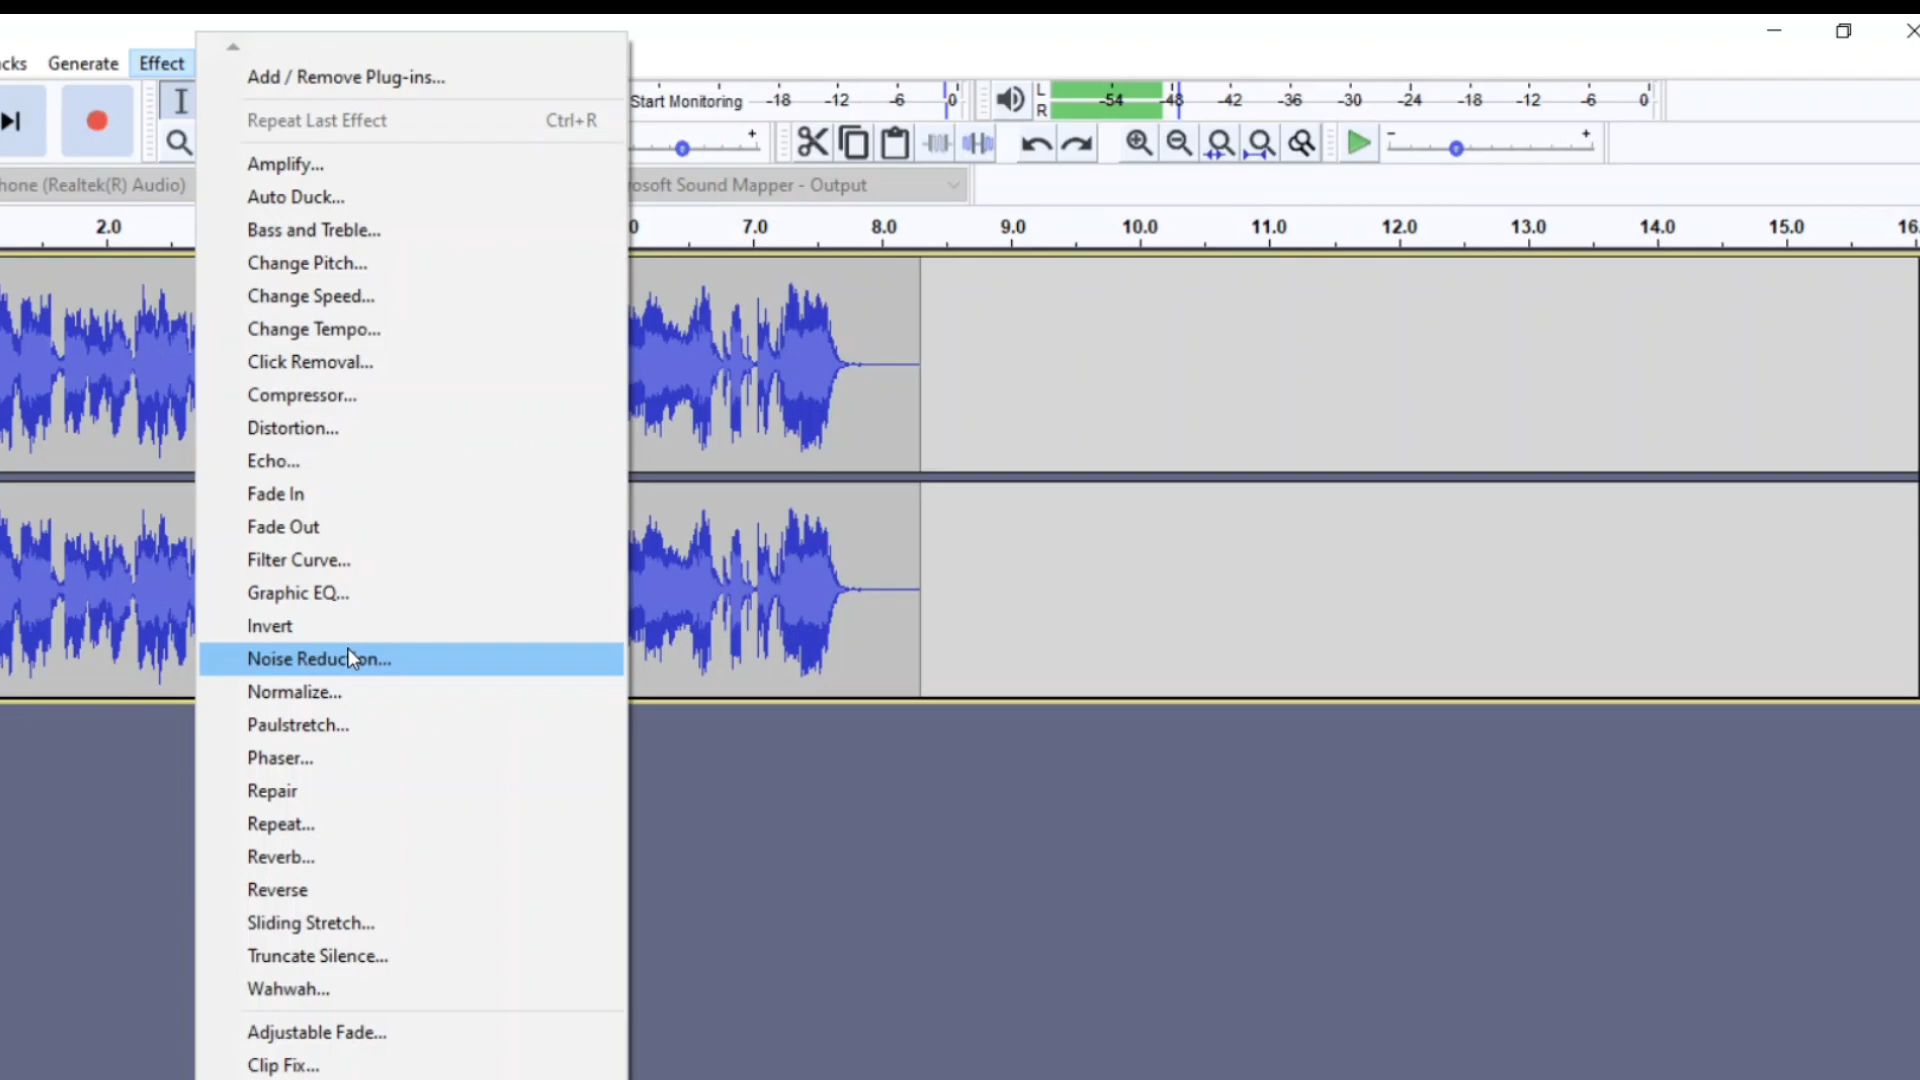 cks Generate Effect
Add / Remove Plug-ins...
Repeat Last Effect Ctrl+R
Amplify...
Auto Duck...
Bass and Treble...
Change Pitch...
Change Speed...
Change Tempo...
Click Removal...
Compressor...
Distortion...
Echo...
Fade In
Fade Out
Filter Curve...
Graphic EQ...
Invert
Noise Reduction...
Normalize...
Paulstretch...
Phaser...
Repair
Repeat...
Reverb...
Reverse
Sliding Stretch...
Truncate Silence...
Wahwah...
Adjustable Fade...
Clip Fix...
Start Monitoring -18 -12 -6 0
L
R
-54 -48 -42 -36 -30 -24 -18 -12 -6 0
+ - +
hone (Realtek(R) Audio) osoft Sound Mapper - Output
2.0 0 7.0 8.0 9.0 10.0 11.0 12.0 13.0 14.0 15.0 16.